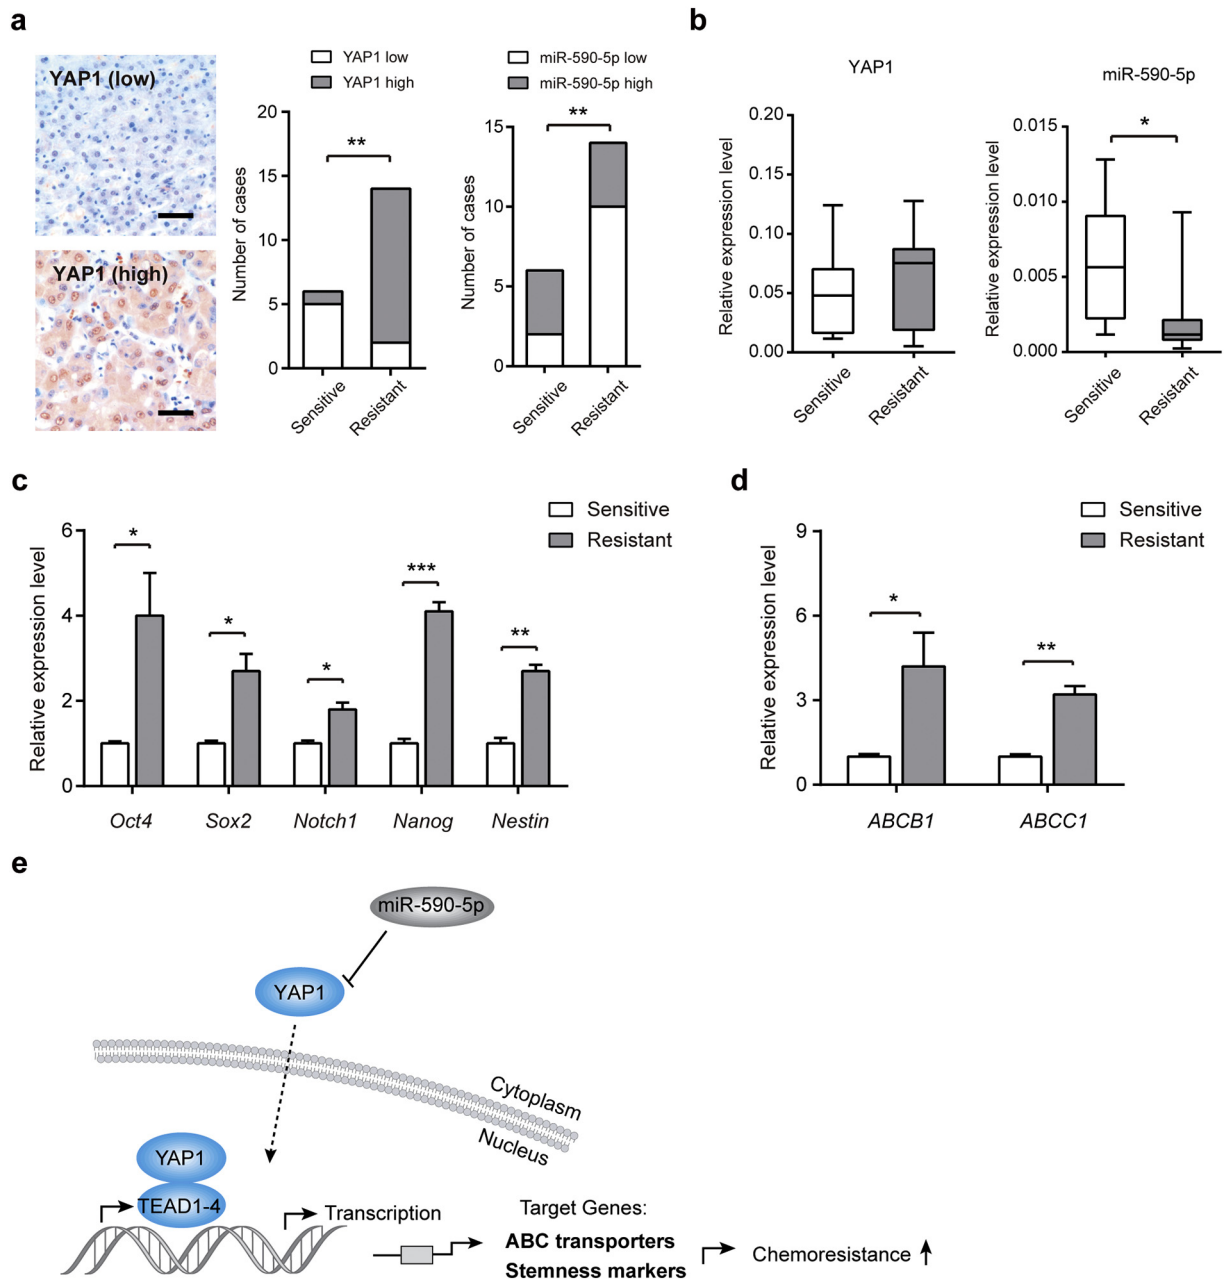 a
YAP1 (low)
YAP1 (high)
YAP1 low
YAP1 high
Number of cases
20
15
10
5
0
**
Sensitive
Resistant
miR-590-5p low
miR-590-5p high
Number of cases
15
10
5
0
**
Sensitive
Resistant
b
YAP1
Relative expression level
0.20
0.15
0.10
0.05
0.00
Sensitive
Resistant
miR-590-5p
Relative expression level
0.015
0.010
0.005
0.000
*
Sensitive
Resistant
c
Sensitive
Resistant
Relative expression level
6
4
2
0
*
*
*
***
**
Oct4
Sox2
Notch1
Nanog
Nestin
d
Sensitive
Resistant
Relative expression level
9
6
3
0
*
**
ABCB1
ABCC1
e
miR-590-5p
YAP1
Cytoplasm
Nucleus
YAP1
TEAD1-4
Transcription
Target Genes:
ABC transporters
Stemness markers
Chemoresistance